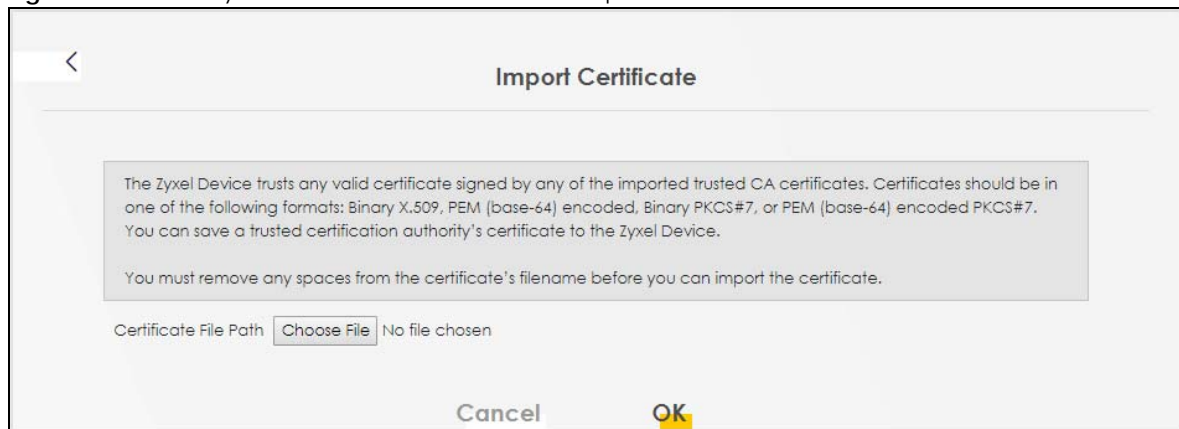 Import Certificate
The Zyxel Device trusts any valid certificate signed by any of the imported trusted CA certificates. Certificates should be in
one of the following formats: Binary X.509, PEM (base-64) encoded, Binary PKCS#7, or PEM (base-64) encoded PKCS#7.
You can save a trusted certification authority's certificate to the Zyxel Device.
You must remove any spaces from the certificate's filename before you can import the certificate.
Certificate File Path Choose File No file chosen
Cancel OK